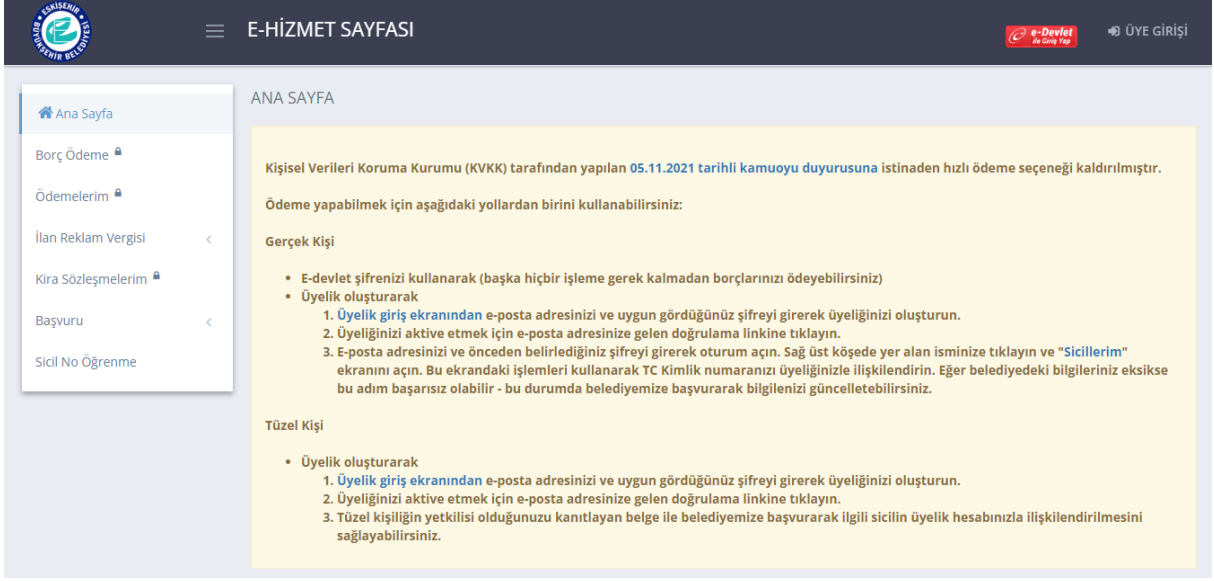 ESKİŞEHİR
BÜYÜKŞEHİR BELEDİYESİ
E-HİZMET SAYFASI
e-Devlet
ile Giriş Yap
ÜYE GİRİŞİ
Ana Sayfa
Borç Ödeme
Ödemelerim
İlan Reklam Vergisi
Kira Sözleşmelerim
Başvuru
Sicil No Öğrenme
ANA SAYFA
Kişisel Verileri Koruma Kurumu (KVKK) tarafından yapılan 05.11.2021 tarihli kamuoyu duyurusuna istinaden hızlı ödeme seçeneği kaldırılmıştır.
Ödeme yapabilmek için aşağıdaki yollardan birini kullanabilirsiniz:
Gerçek Kişi
• E-devlet şifrenizi kullanarak (başka hiçbir işleme gerek kalmadan borçlarınızı ödeyebilirsiniz)
• Üyelik oluşturarak
1. Üyelik giriş ekranından e-posta adresinizi ve uygun gördüğünüz şifreyi girerek üyeliğinizi oluşturun.
2. Üyeliğinizi aktive etmek için e-posta adresinize gelen doğrulama linkine tıklayın.
3. E-posta adresinizi ve önceden belirlediğiniz şifreyi girerek oturum açın. Sağ üst köşede yer alan isminize tıklayın ve "Sicillerim"
ekranını açın. Bu ekrandaki işlemleri kullanarak TC Kimlik numaranızı üyeliğinizle ilişkilendirin. Eğer belediyedeki bilgileriniz eksikse
bu adım başarısız olabilir - bu durumda belediyemize başvurarak bilgilenizi güncelletebilirsiniz.
Tüzel Kişi
• Üyelik oluşturarak
1. Üyelik giriş ekranından e-posta adresinizi ve uygun gördüğünüz şifreyi girerek üyeliğinizi oluşturun.
2. Üyeliğinizi aktive etmek için e-posta adresinize gelen doğrulama linkine tıklayın.
3. Tüzel kişiliğin yetkilisi olduğunuzu kanıtlayan belge ile belediyemize başvurarak ilgili sicilin üyelik hesabınızla ilişkilendirilmesini
sağlayabilirsiniz.